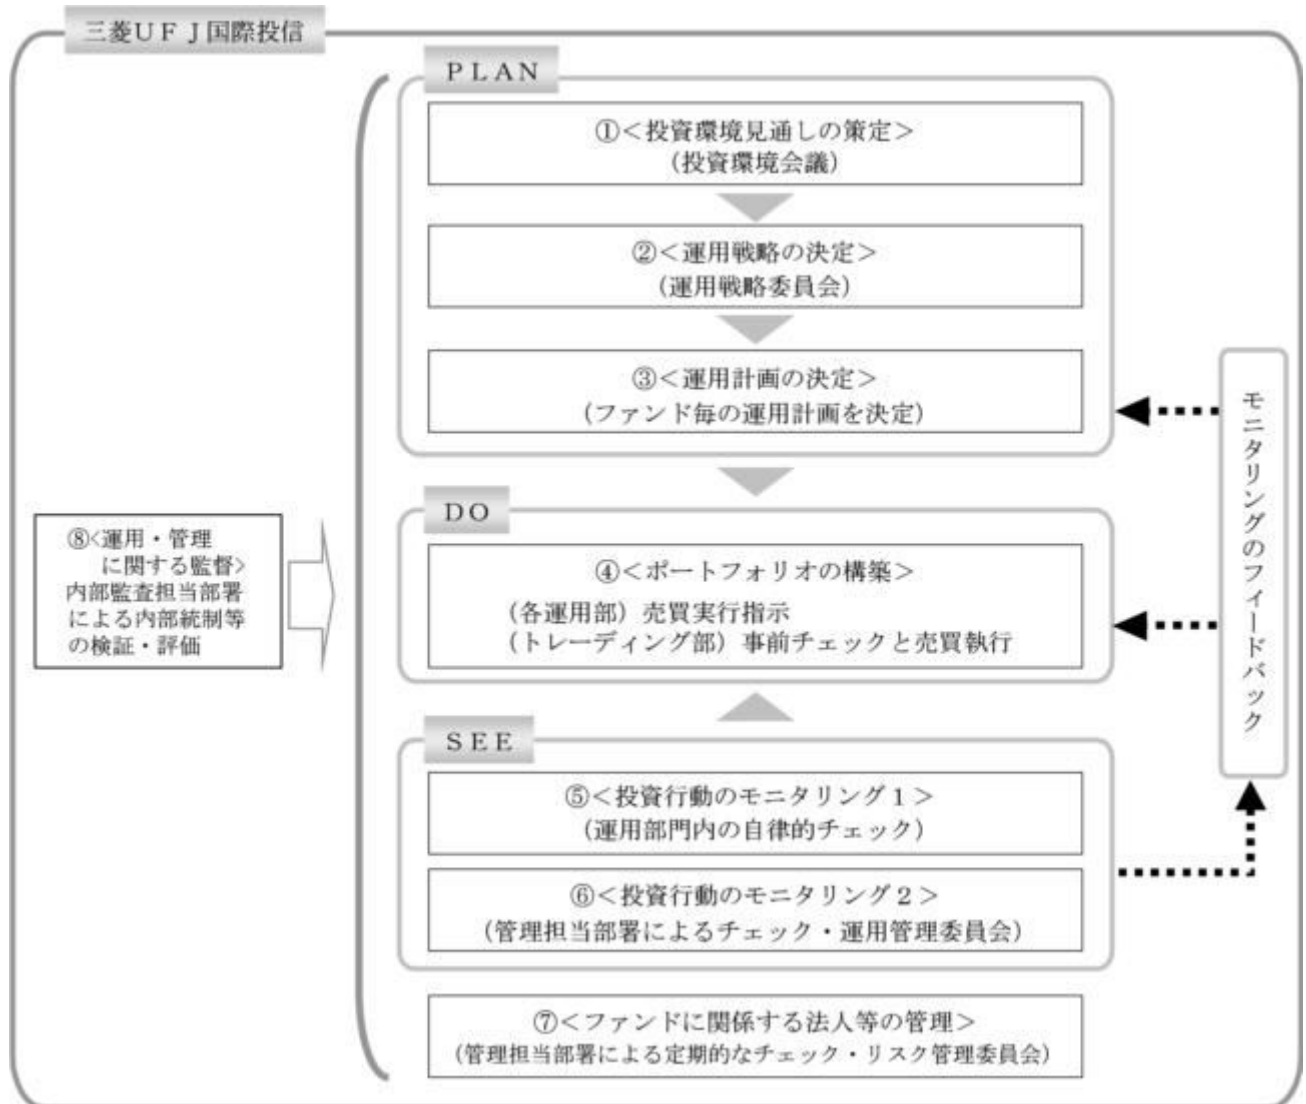 三菱UFJ国際投信
PLAN
①<投資環境見通しの策定>
(投資環境会議)
②<運用戦略の決定>
(運用戦略委員会)
③<運用計画の決定>
(ファンド毎の運用計画を決定)
DO
④<ポートフォリオの構築>
(各運用部)売買実行指示
(トレーディング部)事前チェックと売買執行
SEE
⑤<投資行動のモニタリング1>
(運用部門内の自律的チェック)
⑥<投資行動のモニタリング2>
(管理担当部署によるチェック・運用管理委員会)
⑦<ファンドに関係する法人等の管理>
(管理担当部署による定期的なチェック・リスク管理委員会)
⑧<運用・管理
に関する監督>
内部監査担当部署
による内部統制等
の検証・評価
モニタリングのフィードバック